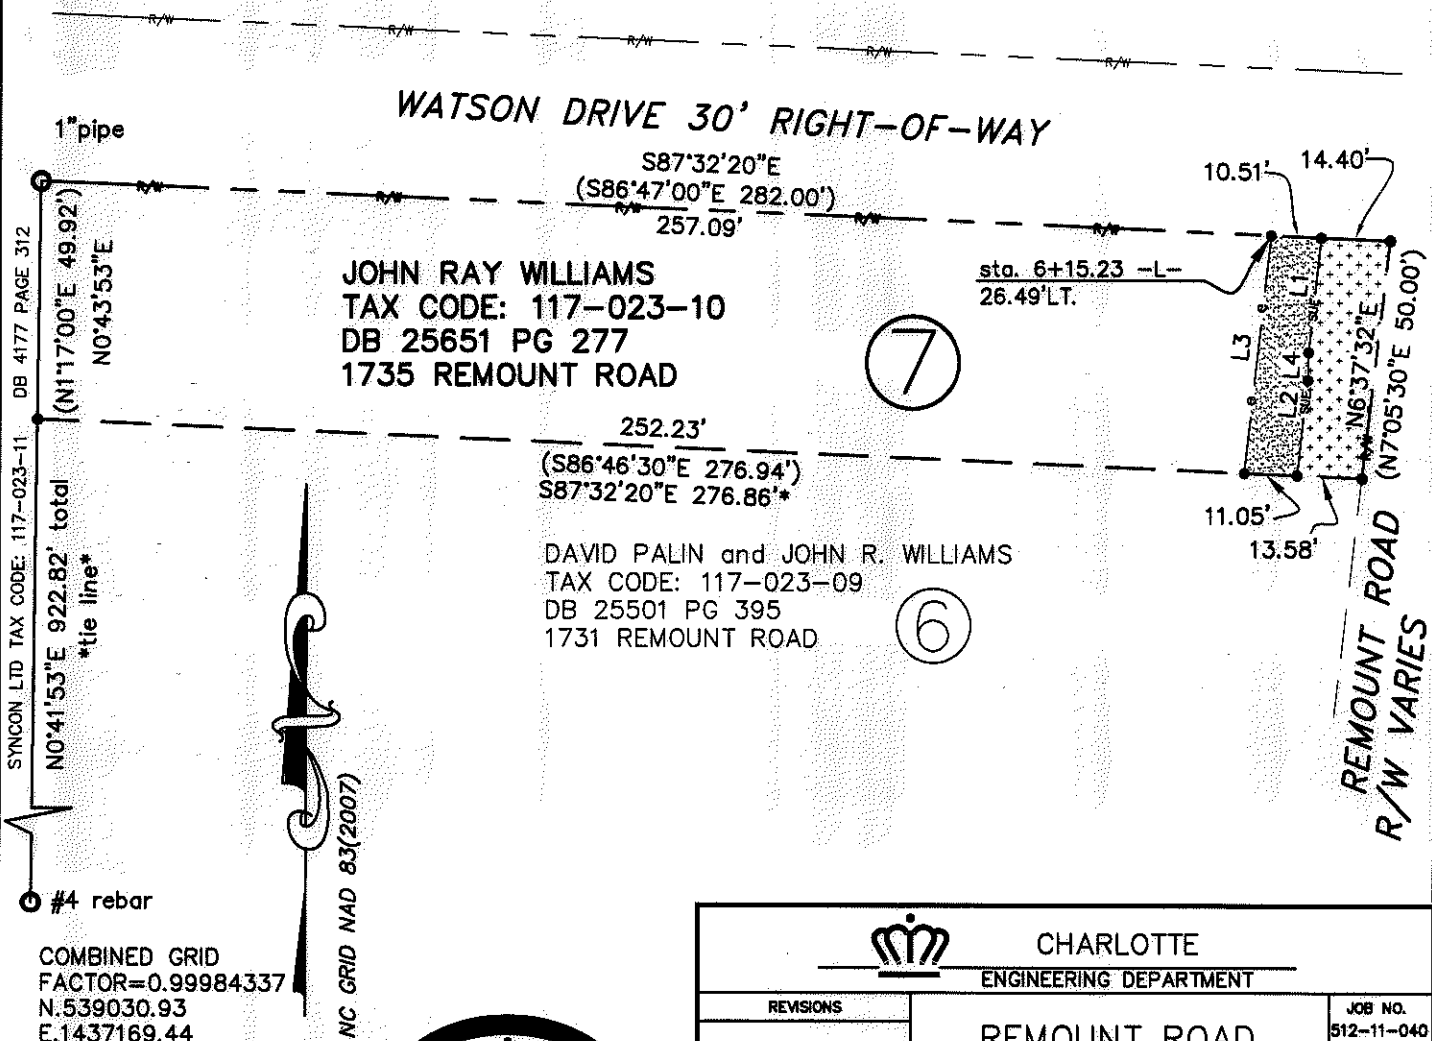 R/W R/W R/W R/W R/W
WATSON DRIVE 30' RIGHT-OF-WAY
1"pipe
S87°32'20"E
(S86°47'00"E 282.00')
257.09'
R/W R/W R/W R/W R/W
10.51'
14.40'
(N1°17'00"E 49.92')
N0°43'53"E
SYNCON LTD TAX CODE: 117-023-11 DB 4177 PAGE 312
JOHN RAY WILLIAMS
TAX CODE: 117-023-10
DB 25651 PG 277
1735 REMOUNT ROAD
7
sta. 6+15.23 -L-
26.49'LT.
L3
L1
SUE
L4
L2
SUE
N6°37'32"E
R/W
(N7°05'30"E 50.00')
252.23'
(S86°46'30"E 276.94')
S87°32'20"E 276.86'*
11.05'
13.58'
N0°41'53"E 922.82' total
*tie line*
DAVID PALIN and JOHN R. WILLIAMS
TAX CODE: 117-023-09
DB 25501 PG 395
1731 REMOUNT ROAD
6
REMOUNT ROAD
R/W VARIES
#4 rebar
NC GRID NAD 83(2007)
COMBINED GRID
FACTOR=0.99984337
N.539030.93
E.1437169.44
CHARLOTTE
ENGINEERING DEPARTMENT
REVISIONS
REMOUNT ROAD
JOB NO.
512-11-040